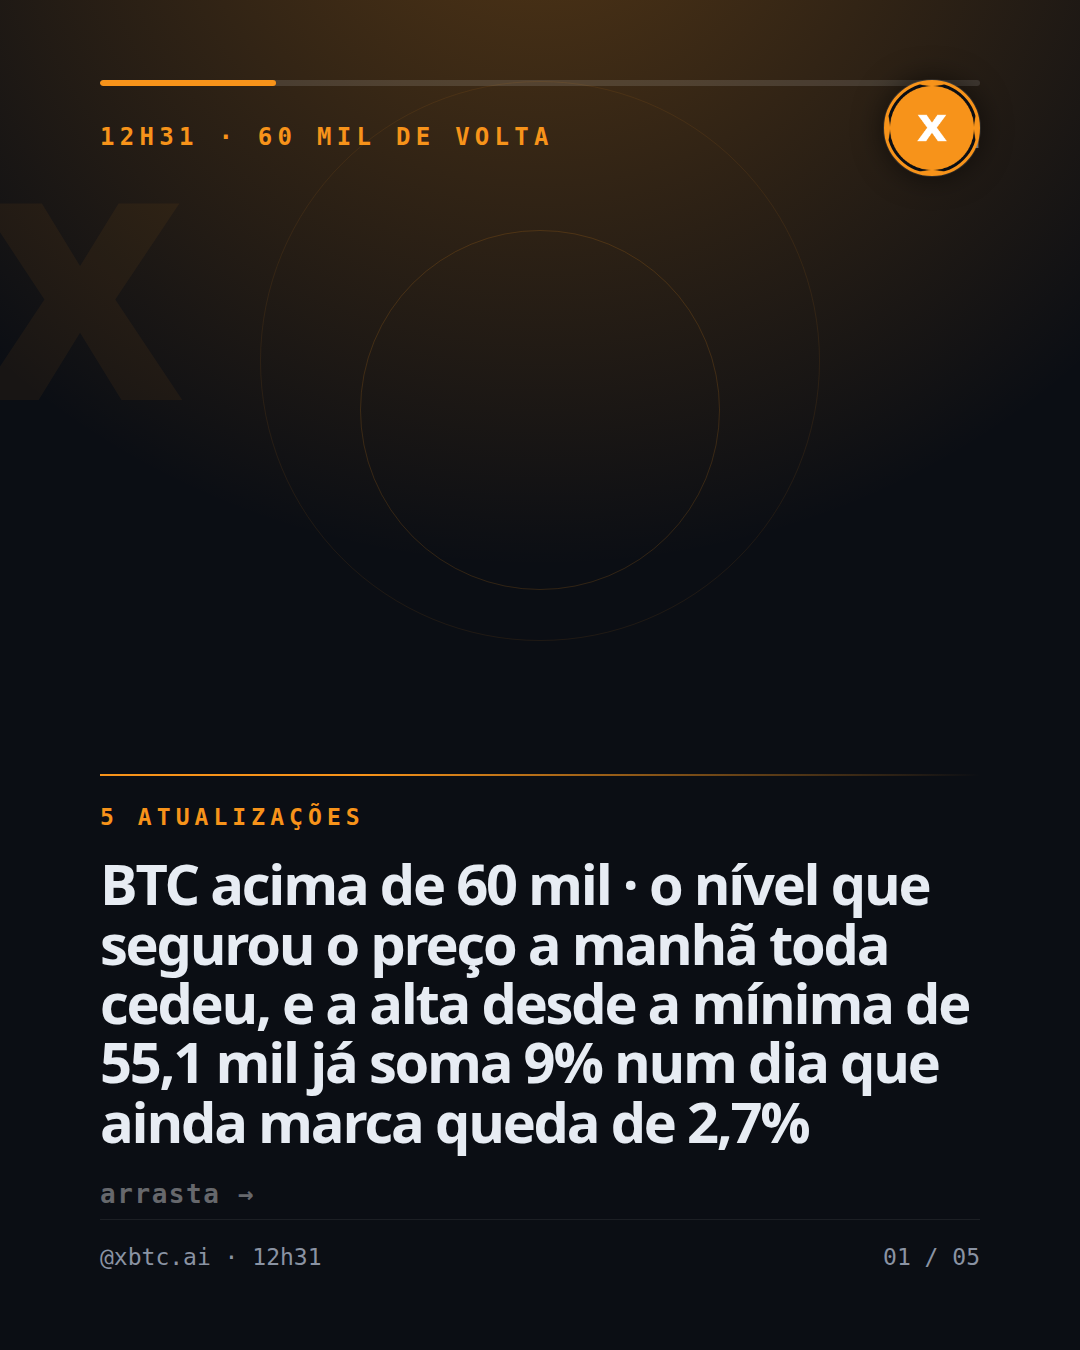 12H31 · 60 MIL DE VOLTA
x
x
5 ATUALIZAÇÕES
BTC acima de 60 mil · o nível que
segurou o preço a manhã toda
cedeu, e a alta desde a mínima de
55,1 mil já soma 9% num dia que
ainda marca queda de 2,7%
arrasta →
@xbtc.ai · 12h31
01 / 05